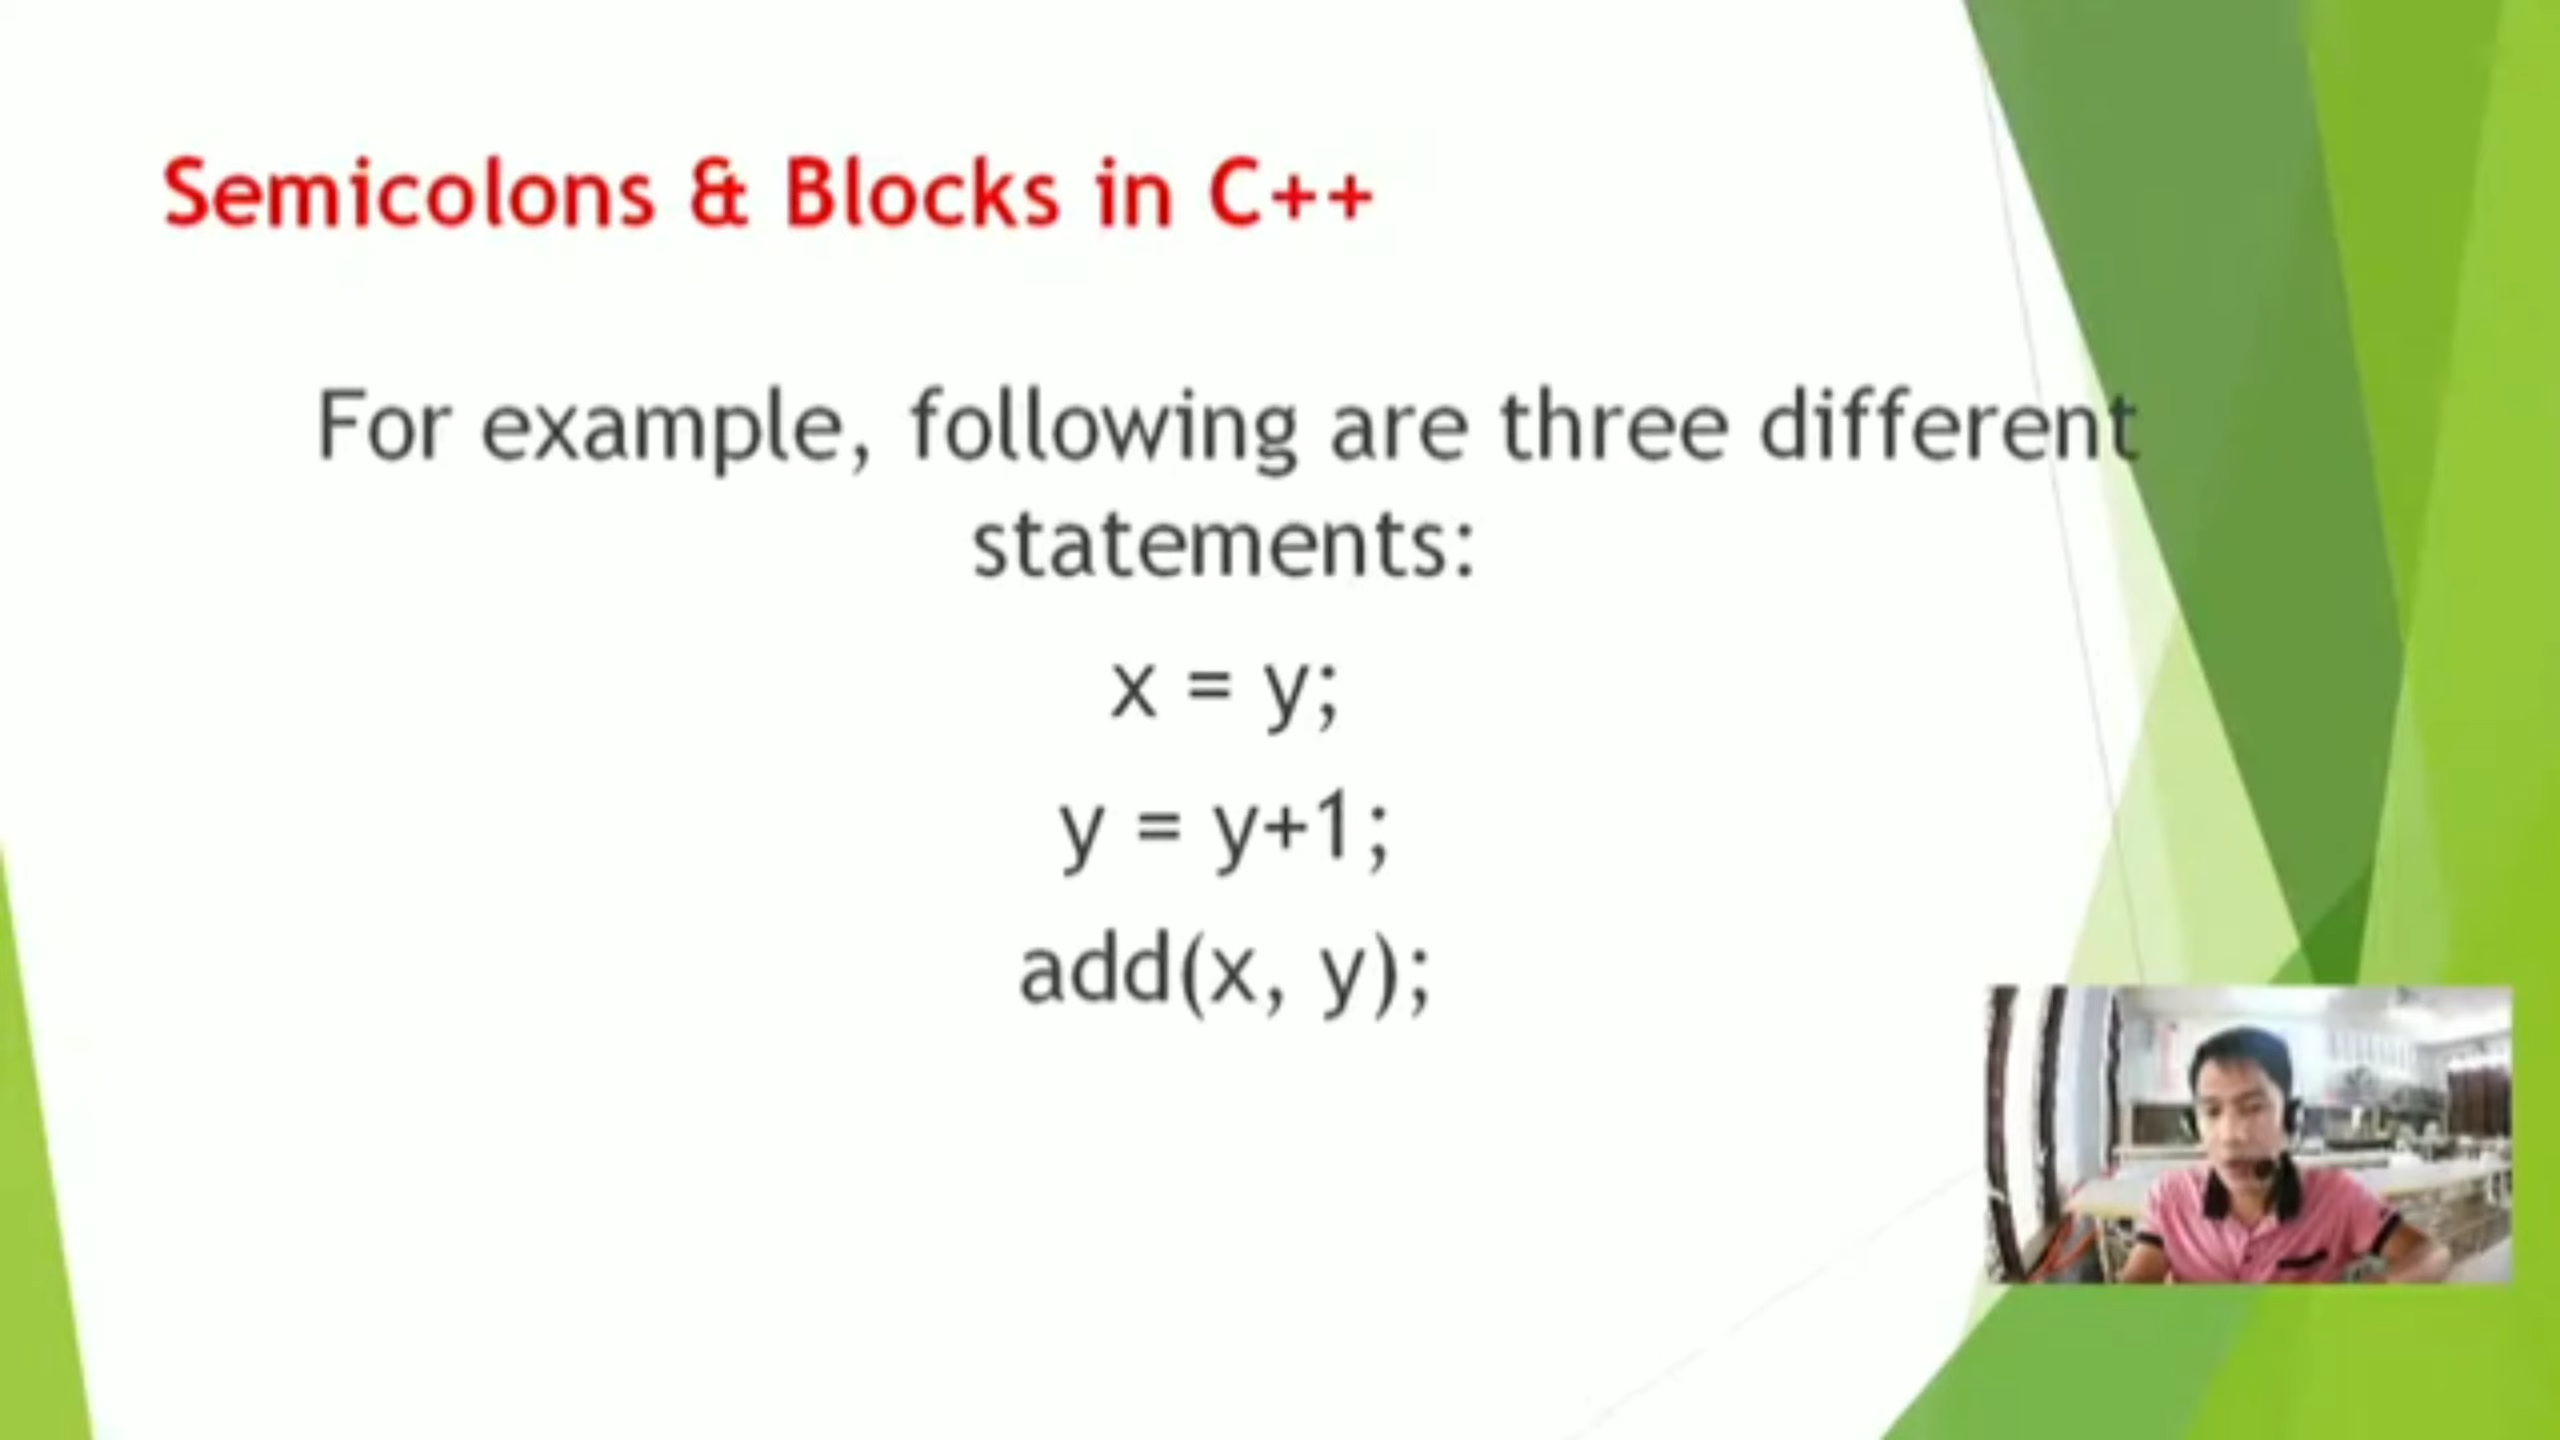 Semicolons & Blocks in C++
For example, following are three different
statements:
x = y;
y = y+1;
add(x, y);